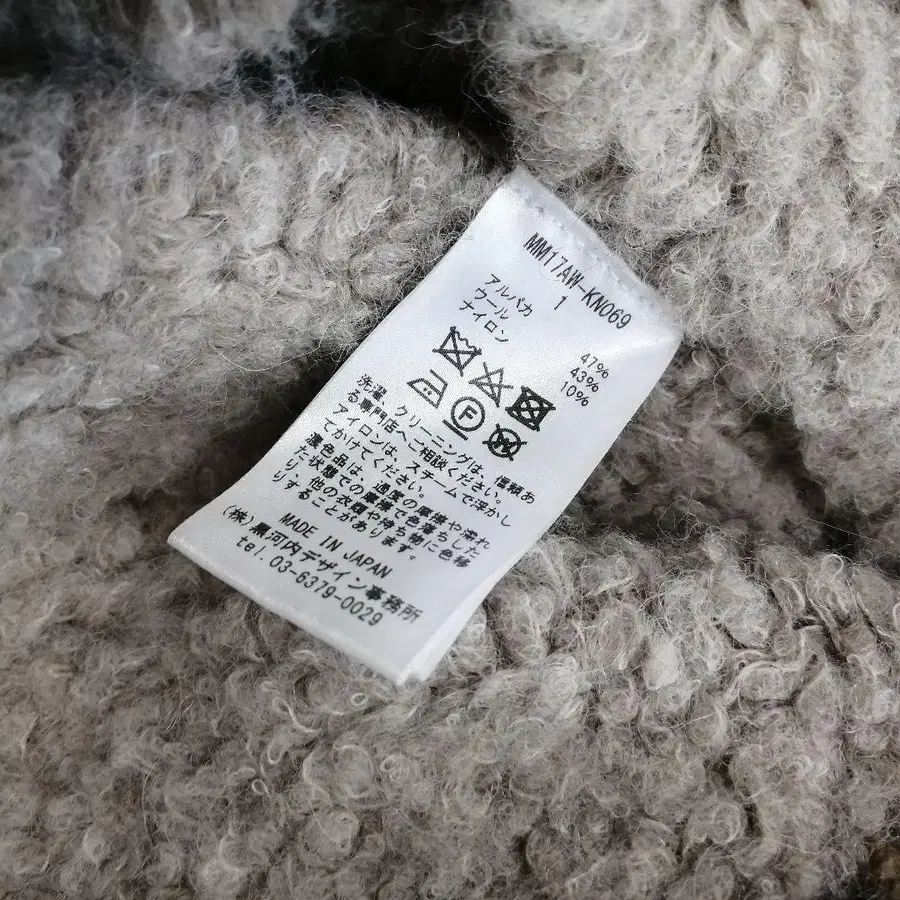 MM17AW-KN069
1
アルパカ 47%
ウール 43%
ナイロン 10%
F
W
洗濯、クリーニングは、信頼あ
る専門店へご相談ください。
アイロンは、スチームで浮かし
てかけてください。
濃色品は、過度の摩擦や濡れ
た状態での摩擦で色落ちした
り、他の衣類や持ち物に色移
りすることがあります。
MADE IN JAPAN
(株)黒河内デザイン事務所
tel. 03-6379-0029